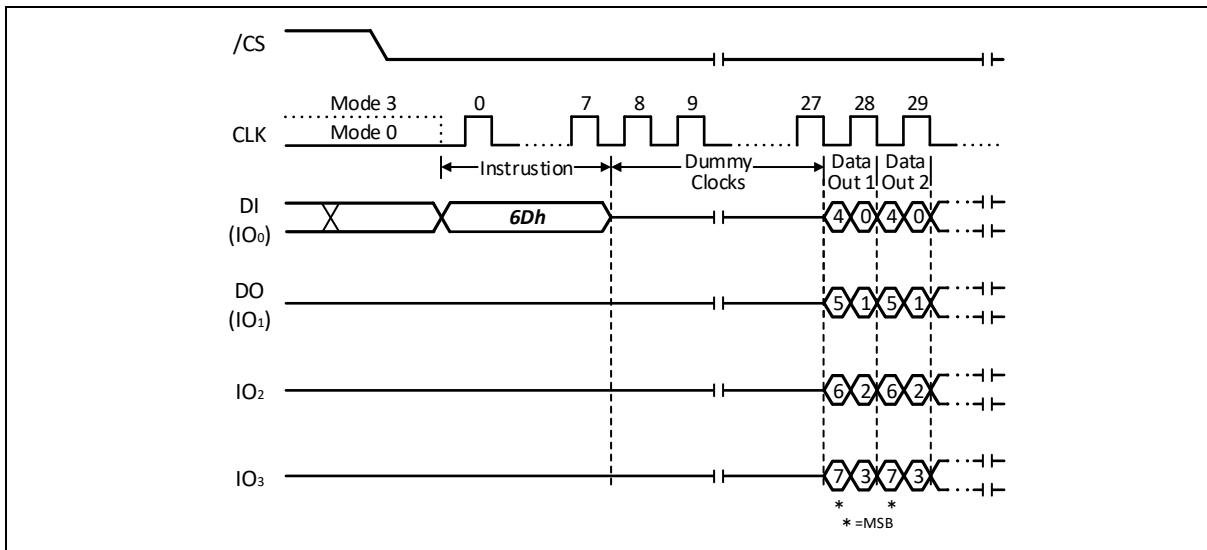 /CS
Mode 3 0 7 8 9 27 28 29
CLK Mode 0
Instrustion Dummy Clocks Data Out 1 Data Out 2
DI (IO0) 6Dh 4 0 4 0
DO (IO1) 5 1 5 1
IO2 6 2 6 2
IO3 7 3 7 3
* *
* =MSB